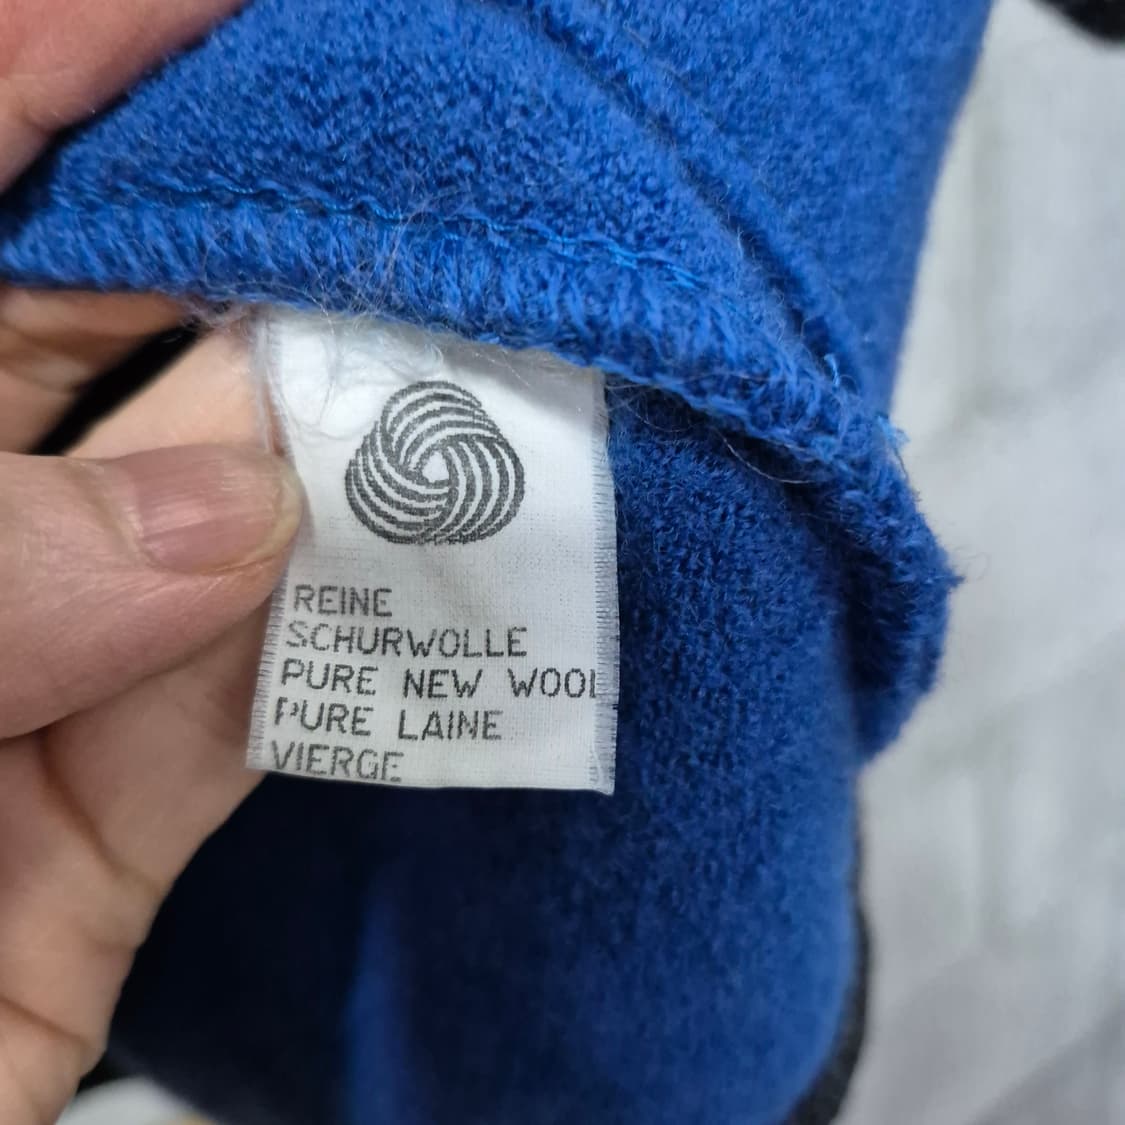 REINE
SCHURWOLLE
PURE NEW WOOL
PURE LAINE
VIERGE